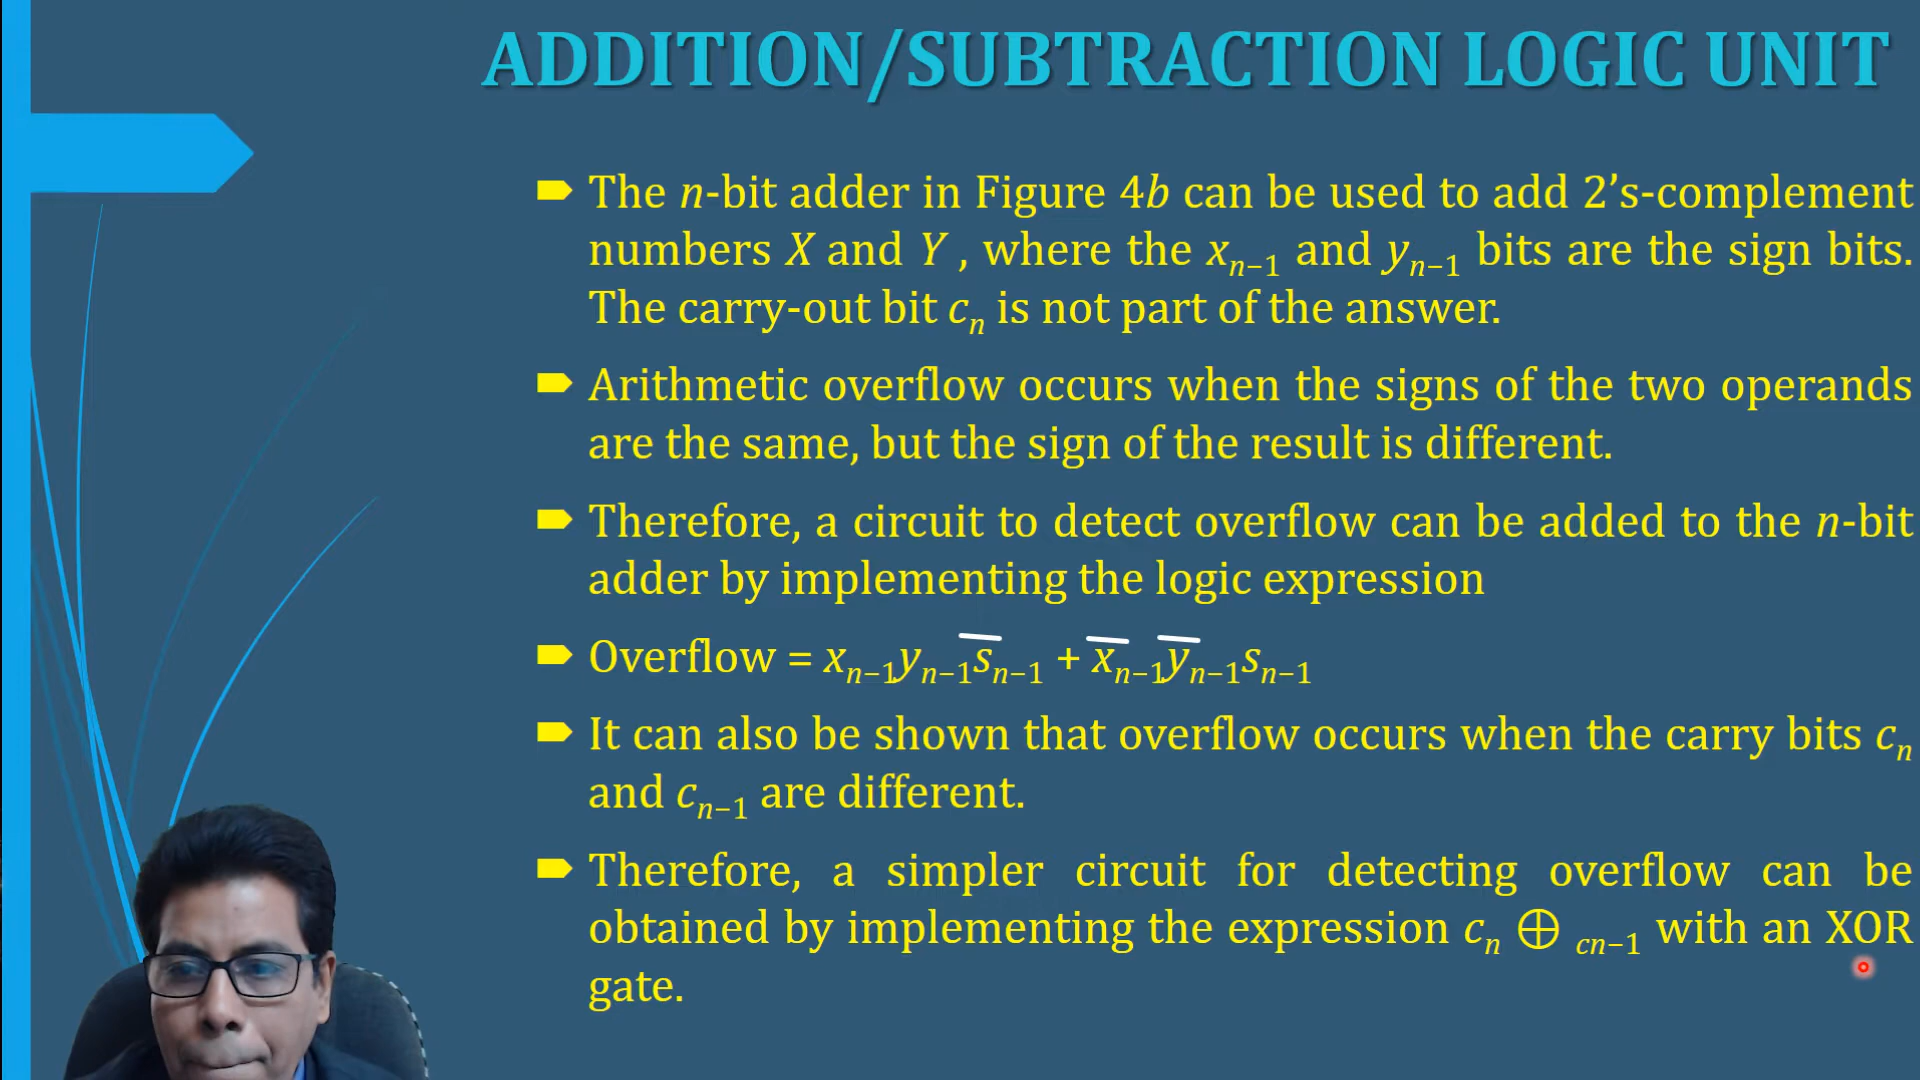 ADDITION/SUBTRACTION LOGIC UNIT
The n-bit adder in Figure 4b can be used to add 2’s-complement
numbers X and Y , where the xₙ₋₁ and yₙ₋₁ bits are the sign bits.
The carry-out bit cₙ is not part of the answer.
Arithmetic overflow occurs when the signs of the two operands
are the same, but the sign of the result is different.
Therefore, a circuit to detect overflow can be added to the n-bit
adder by implementing the logic expression
Overflow = xₙ₋₁yₙ₋₁s̅ₙ₋₁ + x̅ₙ₋₁y̅ₙ₋₁sₙ₋₁
It can also be shown that overflow occurs when the carry bits cₙ
and cₙ₋₁ are different.
Therefore, a simpler circuit for detecting overflow can be
obtained by implementing the expression cₙ ⊕ cn−1 with an XOR
gate.